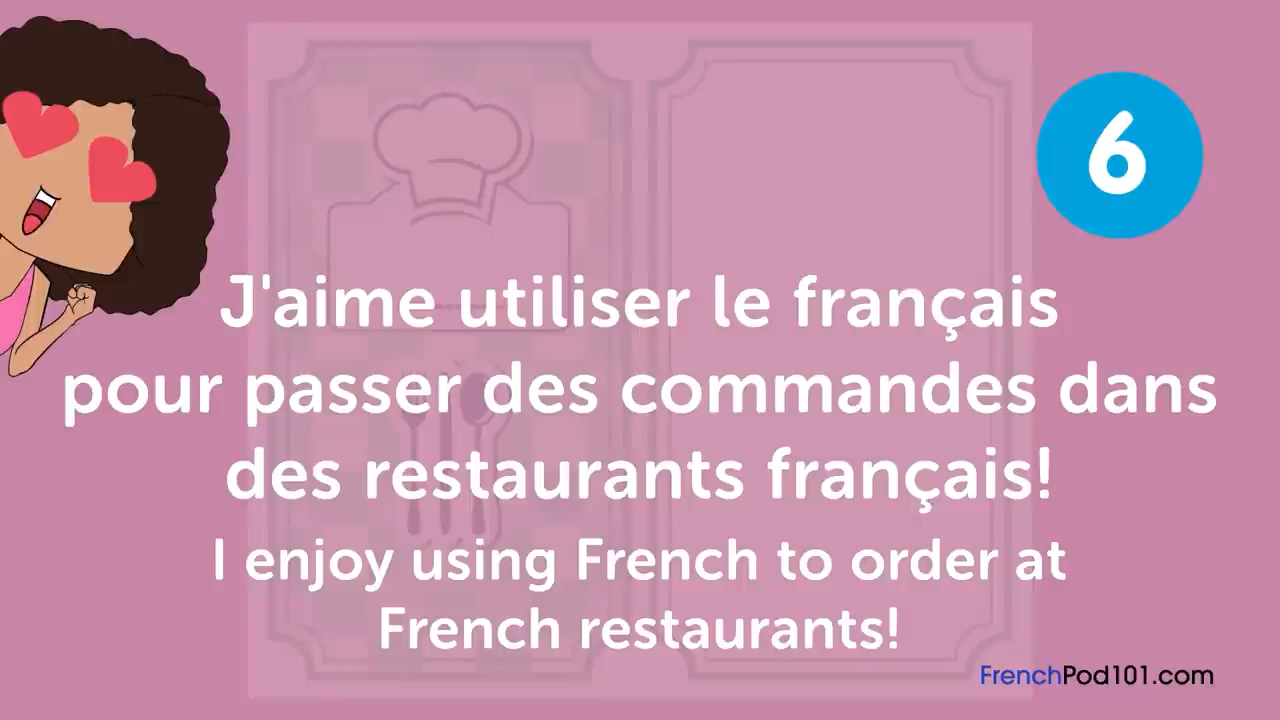 6
J'aime utiliser le français
pour passer des commandes dans
des restaurants français!
I enjoy using French to order at
French restaurants!
FrenchPod101.com